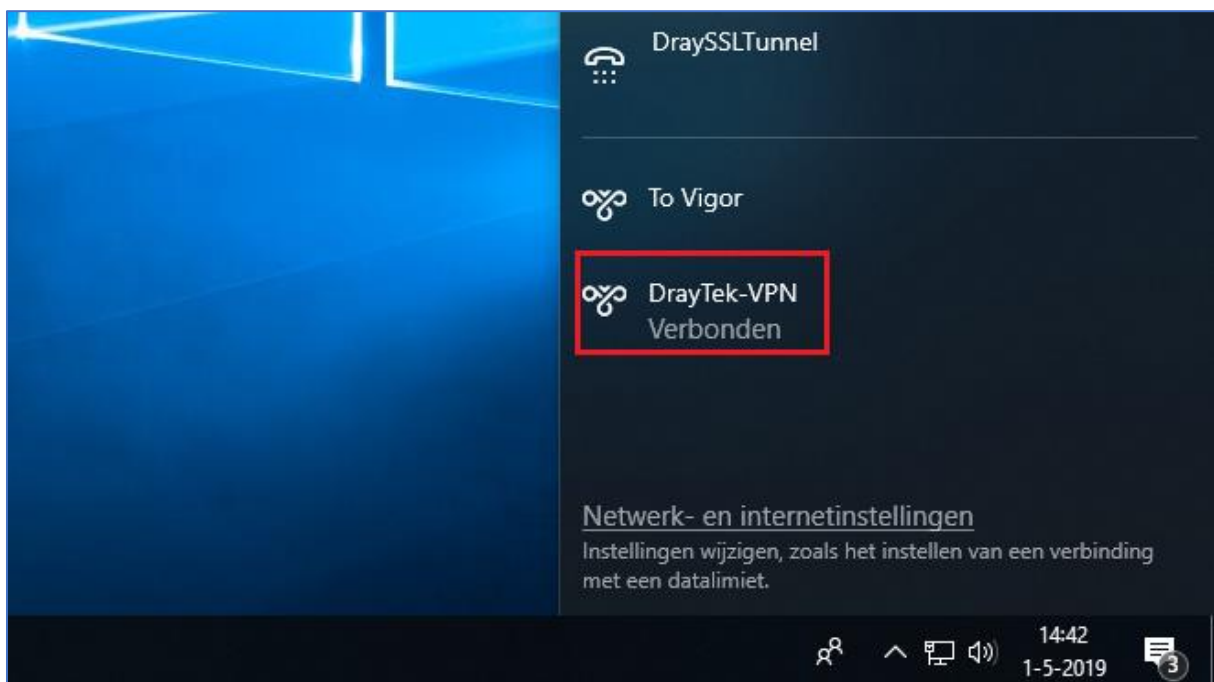 DraySSLTunnel
To Vigor
DrayTek-VPN
Verbonden
Netwerk- en internetinstellingen
Instellingen wijzigen, zoals het instellen van een verbinding
met een datalimiet.
14:42
1-5-2019
3